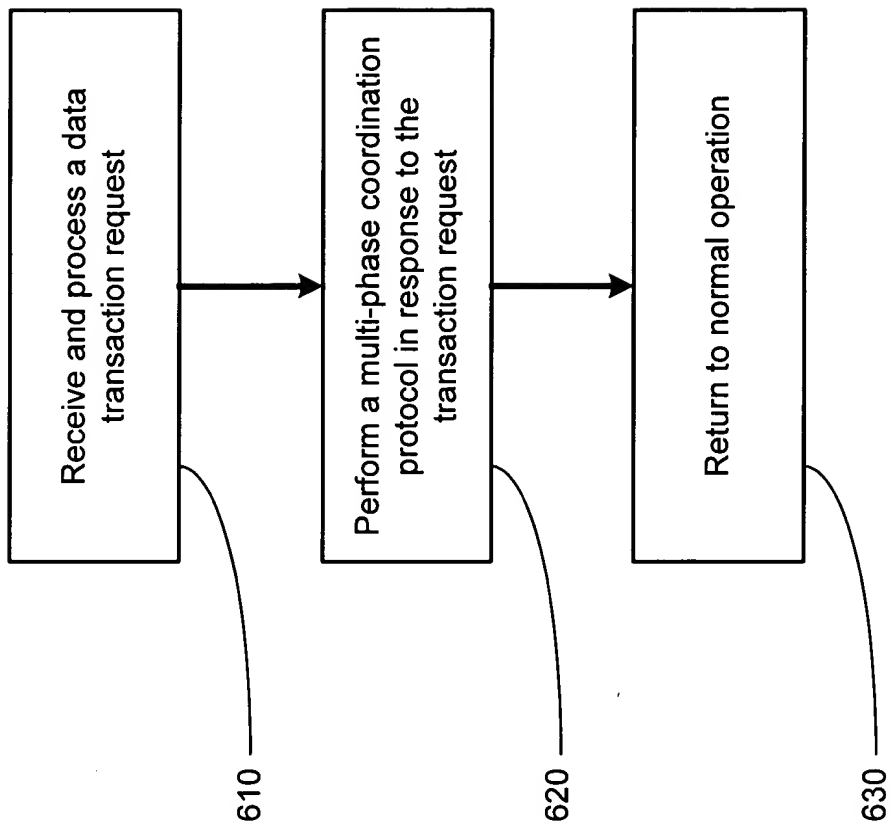 Receive and process a data
transaction request
610
Perform a multi-phase coordination
protocol in response to the
transaction request
620
Return to normal operation
630